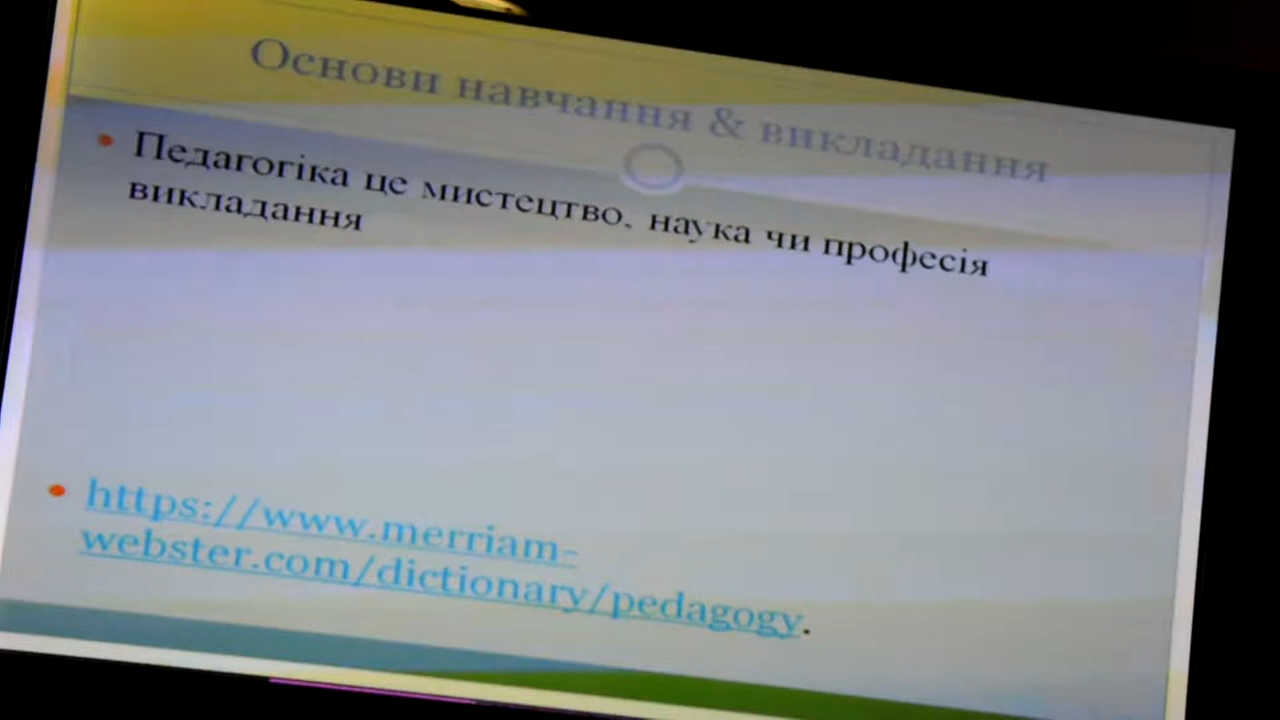 Основи навчання & викладання
Педагогіка це мистецтво, наука чи професія
викладання
https://www.merriam-
webster.com/dictionary/pedagogy.